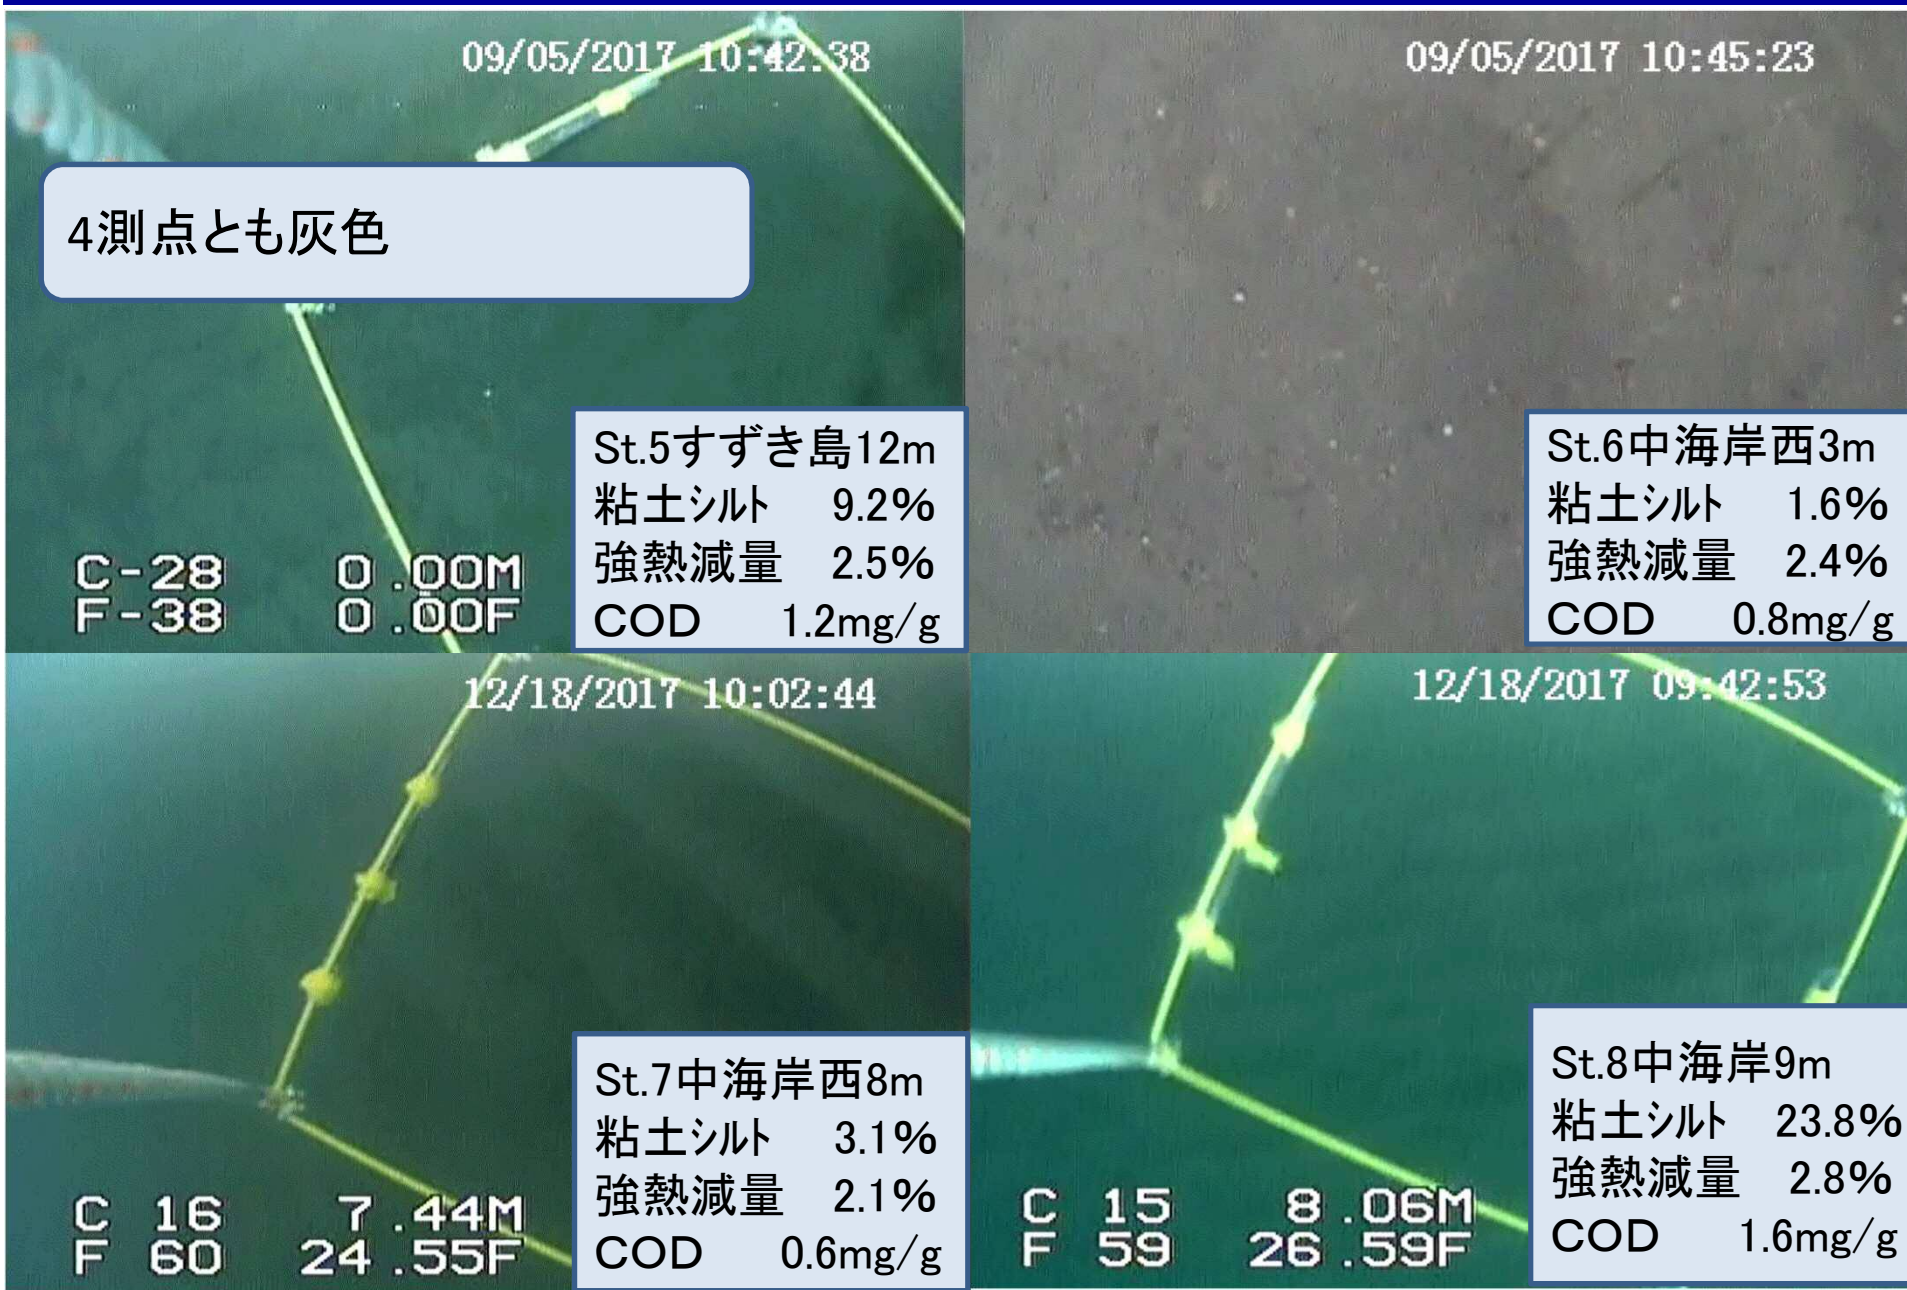 09/05/2017 10:42:38
4測点とも灰色
C-28 0.00M
F-38 0.00F
St.5すずき島12m
粘土シルト 9.2%
強熱減量 2.5%
COD 1.2mg/g
09/05/2017 10:45:23
St.6中海岸西3m
粘土シルト 1.6%
強熱減量 2.4%
COD 0.8mg/g
12/18/2017 10:02:44
C 16 7.44M
F 60 24.55F
St.7中海岸西8m
粘土シルト 3.1%
強熱減量 2.1%
COD 0.6mg/g
12/18/2017 09:42:53
C 15 8.06M
F 59 26.59F
St.8中海岸9m
粘土シルト 23.8%
強熱減量 2.8%
COD 1.6mg/g